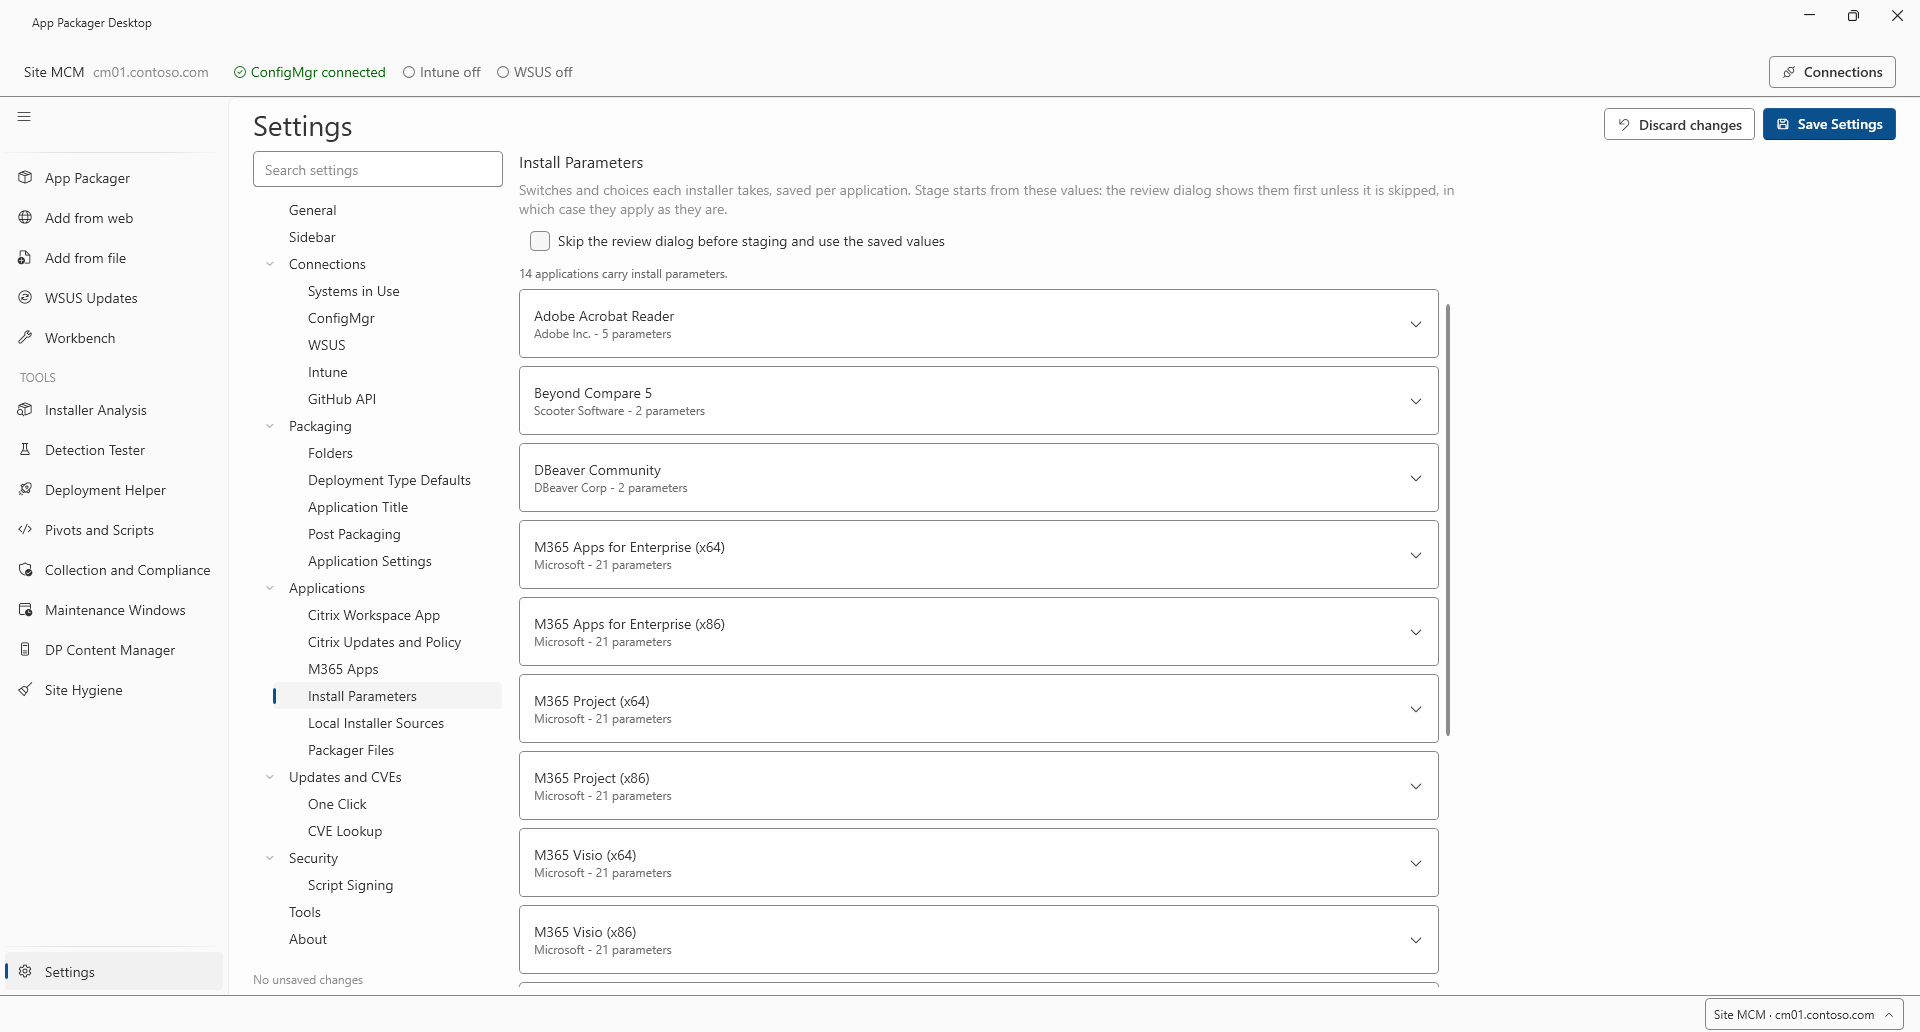 App Packager Desktop
Site MCM cm01.contoso.com ConfigMgr connected Intune off WSUS off Connections
Settings
Discard changes
Save Settings
App Packager
Add from web
Add from file
WSUS Updates
Workbench
TOOLS
Installer Analysis
Detection Tester
Deployment Helper
Pivots and Scripts
Collection and Compliance
Maintenance Windows
DP Content Manager
Site Hygiene
Settings
Search settings
General
Sidebar
Connections
Systems in Use
ConfigMgr
WSUS
Intune
GitHub API
Packaging
Folders
Deployment Type Defaults
Application Title
Post Packaging
Application Settings
Applications
Citrix Workspace App
Citrix Updates and Policy
M365 Apps
Install Parameters
Local Installer Sources
Packager Files
Updates and CVEs
One Click
CVE Lookup
Security
Script Signing
Tools
About
No unsaved changes
Install Parameters
Switches and choices each installer takes, saved per application. Stage starts from these values: the review dialog shows them first unless it is skipped, in
which case they apply as they are.
Skip the review dialog before staging and use the saved values
14 applications carry install parameters.
Adobe Acrobat Reader
Adobe Inc. - 5 parameters
Beyond Compare 5
Scooter Software - 2 parameters
DBeaver Community
DBeaver Corp - 2 parameters
M365 Apps for Enterprise (x64)
Microsoft - 21 parameters
M365 Apps for Enterprise (x86)
Microsoft - 21 parameters
M365 Project (x64)
Microsoft - 21 parameters
M365 Project (x86)
Microsoft - 21 parameters
M365 Visio (x64)
Microsoft - 21 parameters
M365 Visio (x86)
Microsoft - 21 parameters
Site MCM · cm01.contoso.com